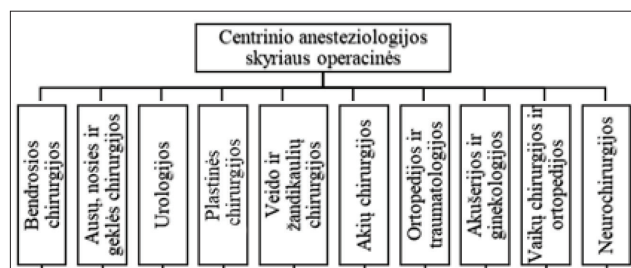 Centrinio anesteziologijos
skyriaus operacinės
Bendrosios
chirurgijos
Ausų, nosies ir
geklės chirurgijos
Urologijos
Plastinės
chirurgijos
Veido ir
žandikaulių
chirurgijos
Akių chirurgijos
Ortopedijos ir
traumatologijos
Akušerijos ir
ginekologijos
Vaikų chirurgijos ir
ortopedijos
Neurochirurgijos